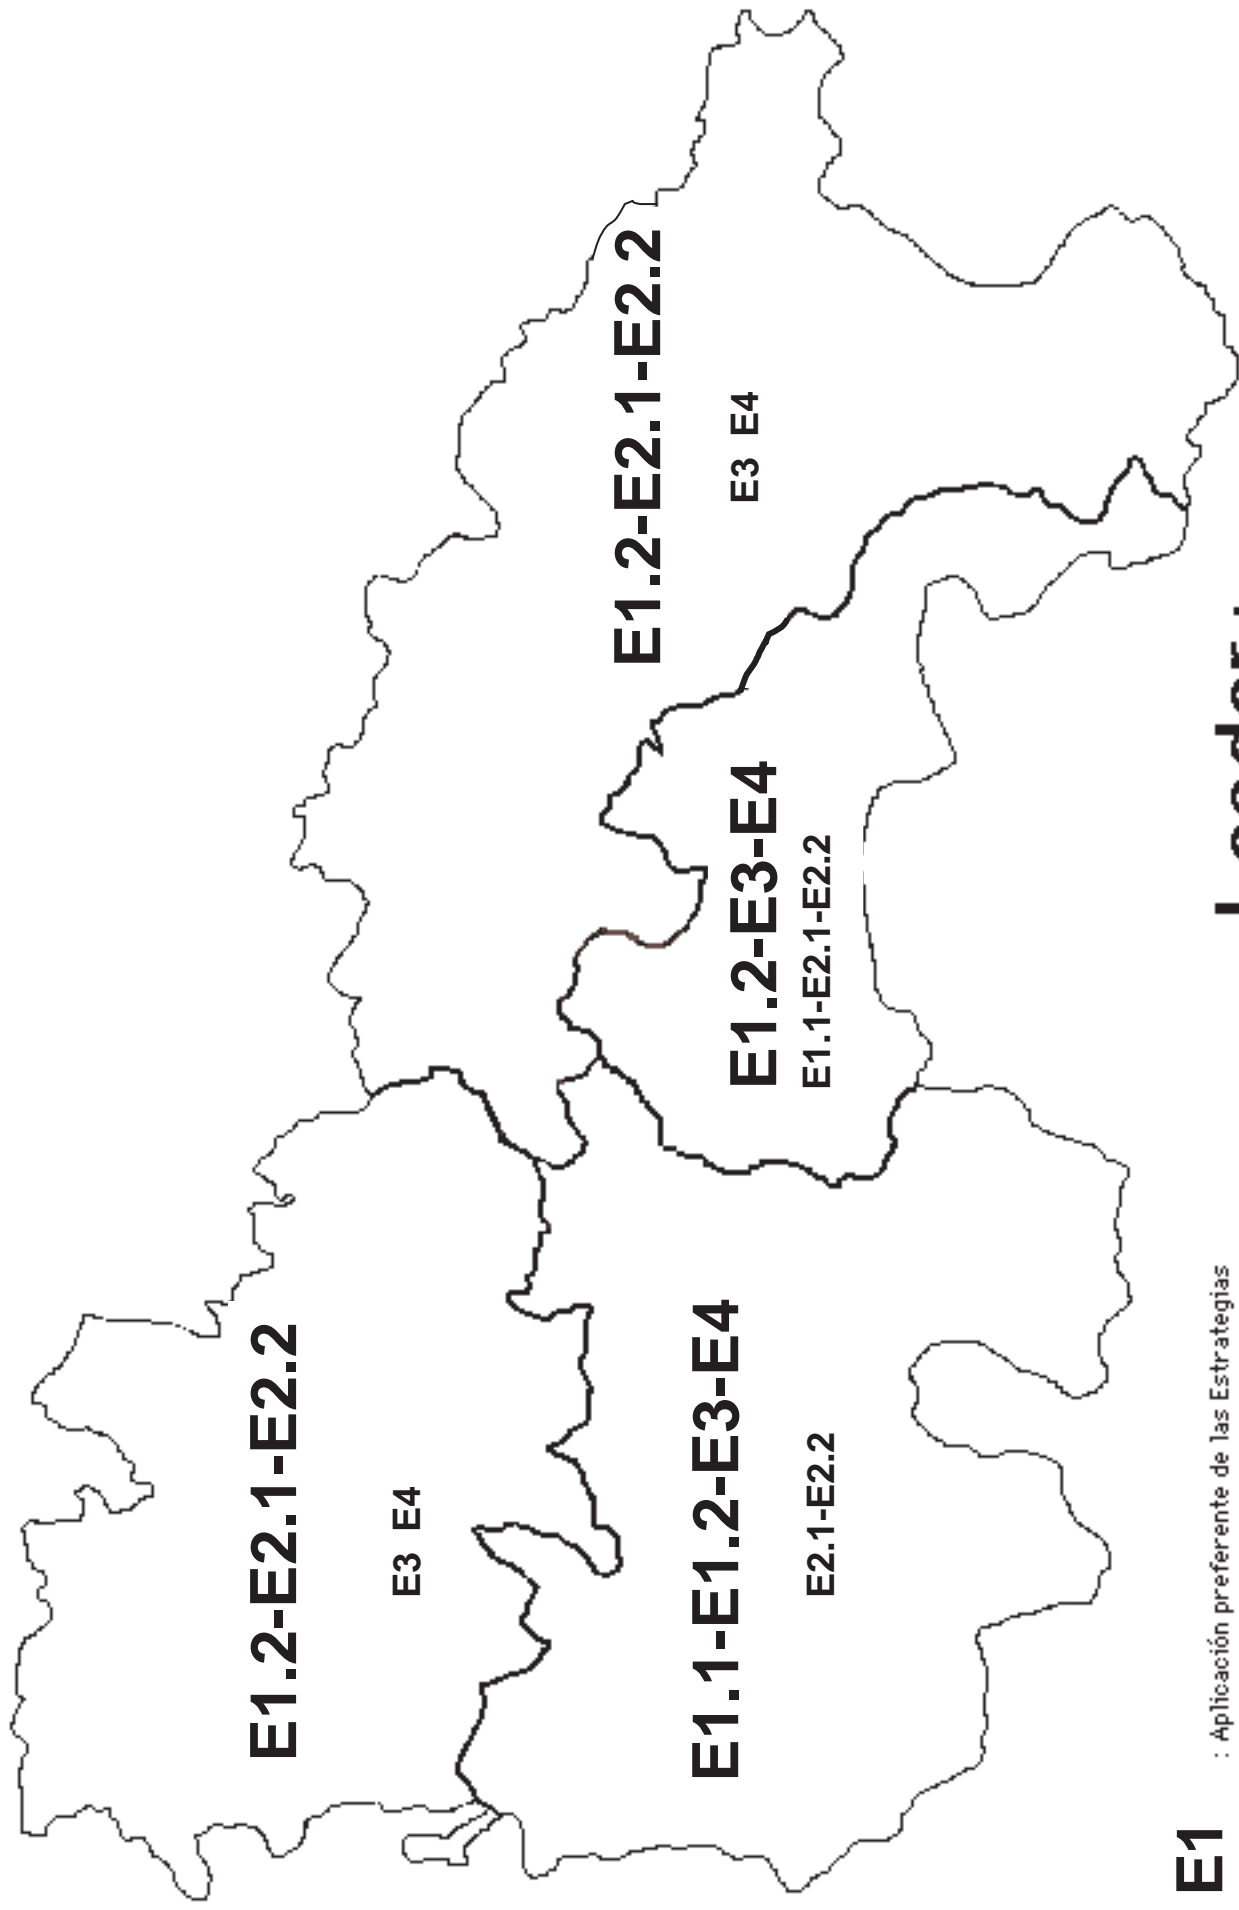 E1.2-E2.1-E2.2
E3 E4
E1.2-E2.1-E2.2
E3 E4
E1.1-E1.2-E3-E4
E2.1-E2.2
E1.2-E3-E4
E1.1-E2.1-E2.2
E1 : Aplicación preferente de las Estrategias